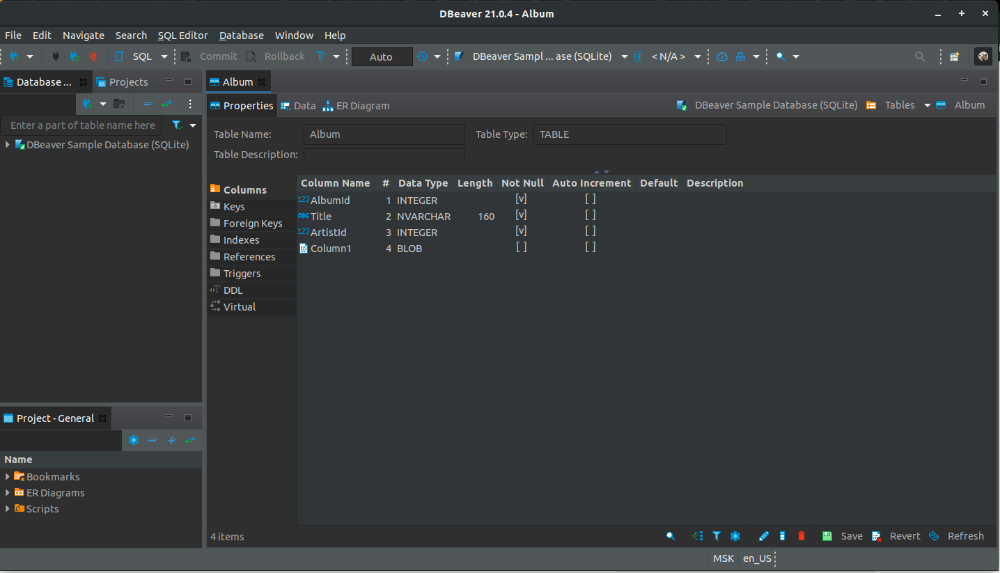 DBeaver 21.0.4 - Album
File Edit Navigate Search SQL Editor Database Window Help
SQL Commit Rollback Auto DBeaver Sampl ... ase (SQLite) < N/A >
Database ... Projects
Enter a part of table name here
DBeaver Sample Database (SQLite)
Project - General
Name
Bookmarks
ER Diagrams
Scripts
Album
Properties Data ER Diagram DBeaver Sample Database (SQLite) Tables Album
Table Name: Album Table Type: TABLE
Table Description:
Columns
Keys
Foreign Keys
Indexes
References
Triggers
DDL
Virtual
Column Name # Data Type Length Not Null Auto Increment Default Description
123 AlbumId 1 INTEGER [v] [ ]
ABC Title 2 NVARCHAR 160 [v] [ ]
123 ArtistId 3 INTEGER [v] [ ]
Column1 4 BLOB [ ] [ ]
4 items Save Revert Refresh
MSK en_US